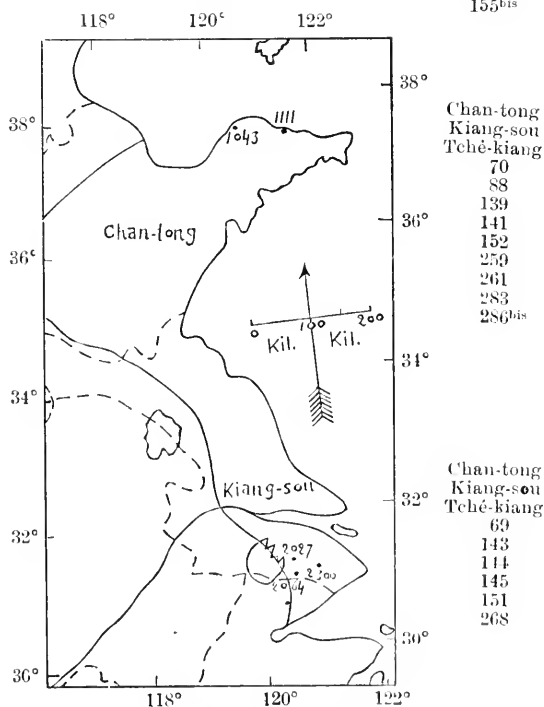 155bis
118° 120° 122°
38°
38°
1043
1111
Chan-tong
Kiang-sou
Tché-kiang
70
88
139
141
152
259
261
283
286bis
36°
Chan-tong
36°
0 100 200
Kil. Kil.
34°
34°
Chan-tong
Kiang-sou
Tché-kiang
69
143
144
145
151
268
32°
Kiang-sou
32°
2027
2300
2064
30°
30°
118° 120° 122°